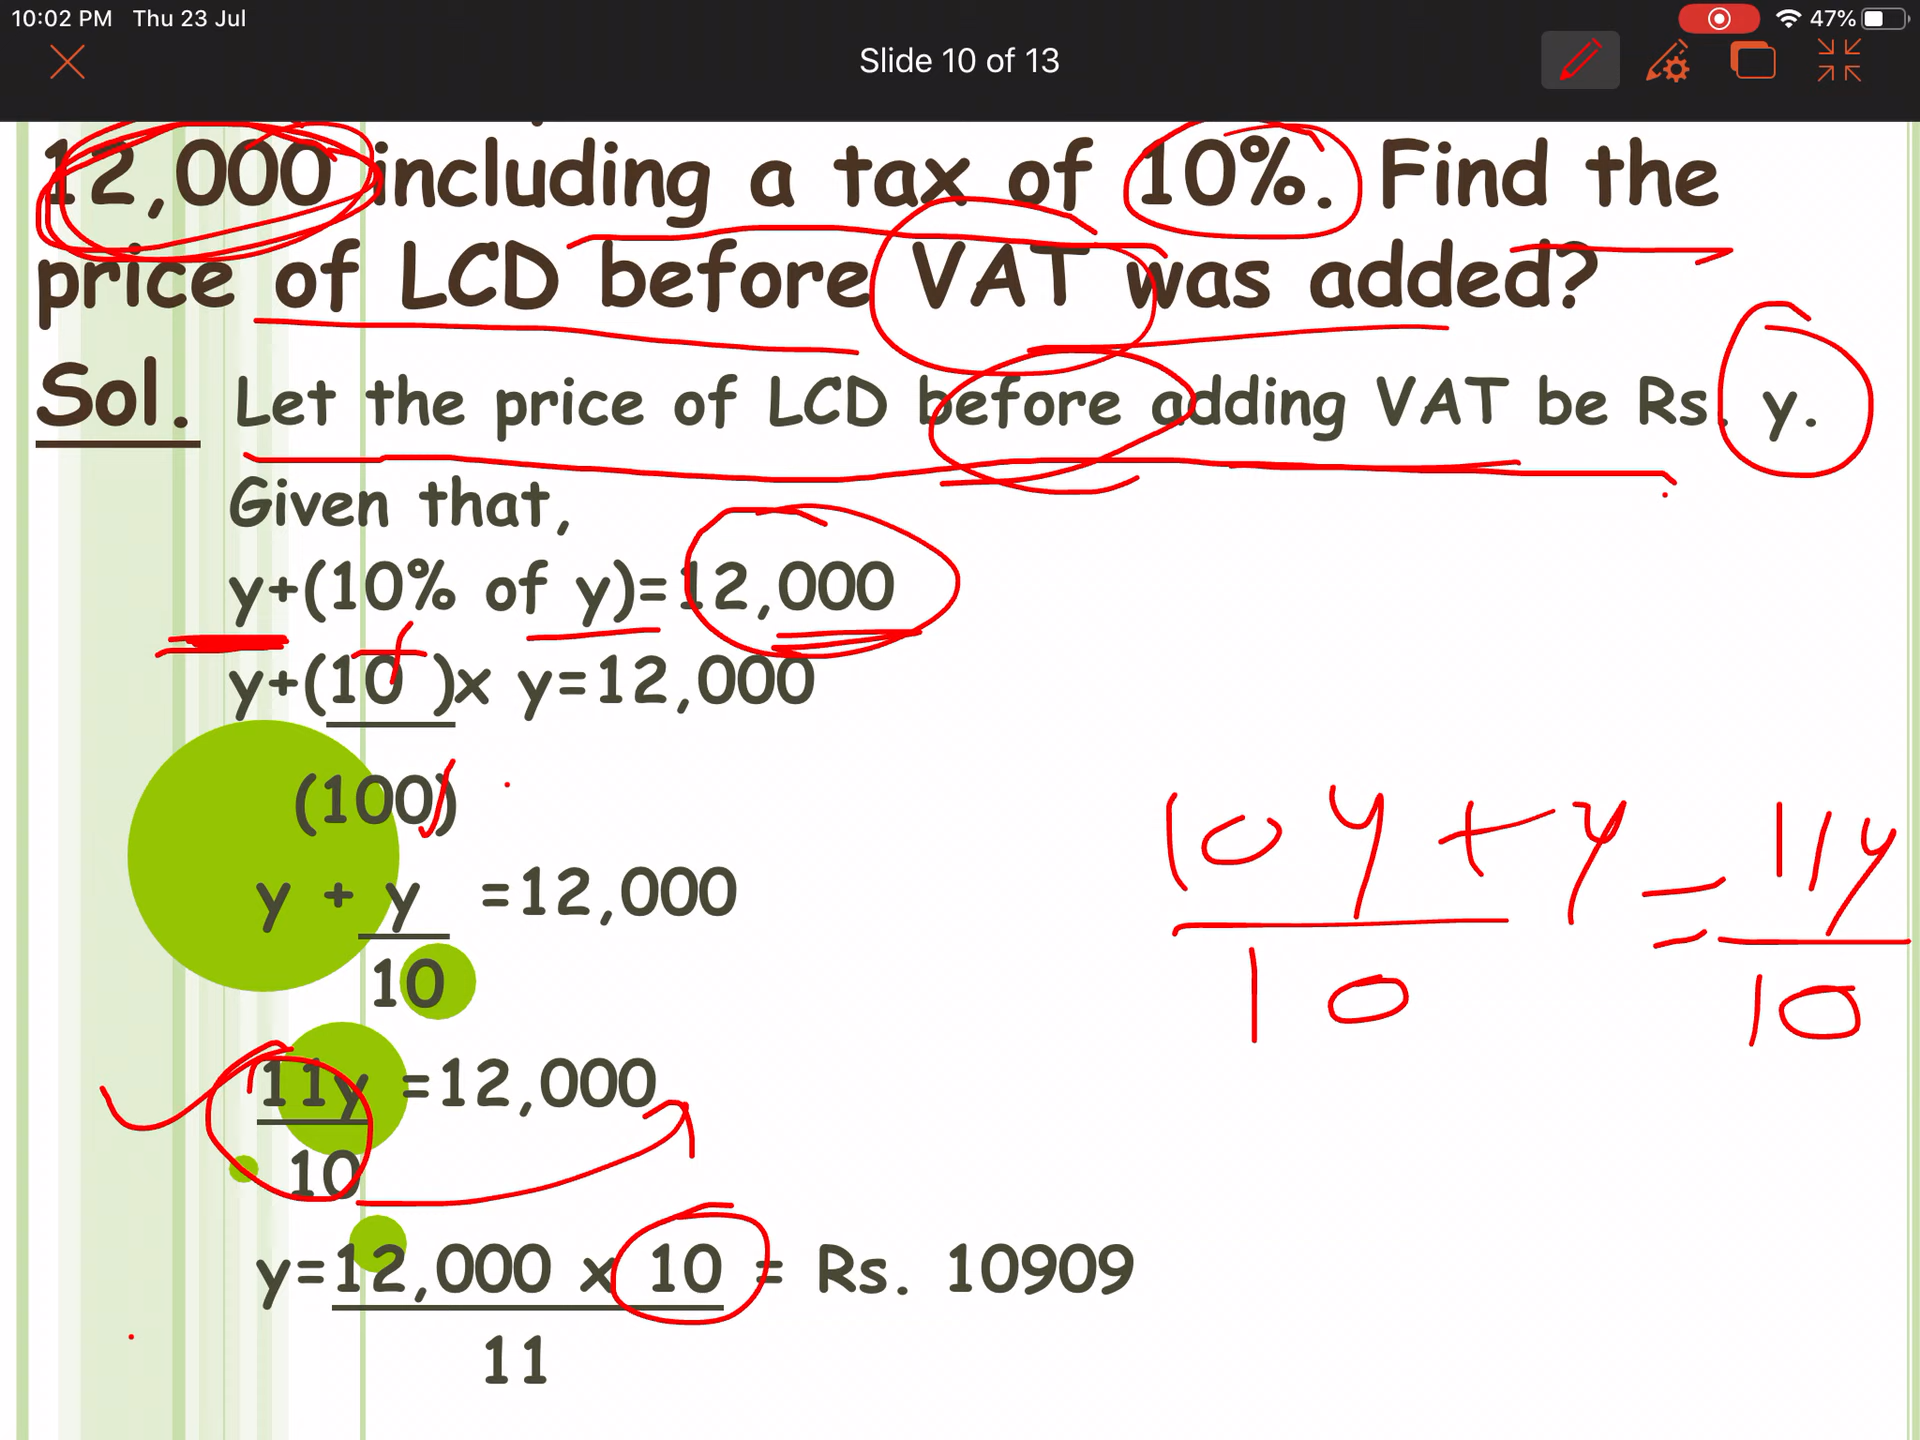 10:02 PM Thu 23 Jul
47%
Slide 10 of 13
12,000 including a tax of 10%. Find the
price of LCD before VAT was added?
Sol. Let the price of LCD before adding VAT be Rs. y.
Given that,
y+(10% of y)=12,000
y+(10 )x y=12,000
(100)
y + y =12,000
10
11y =12,000
10
y=12,000 x 10 = Rs. 10909
11
10y + y = 11y
10 10